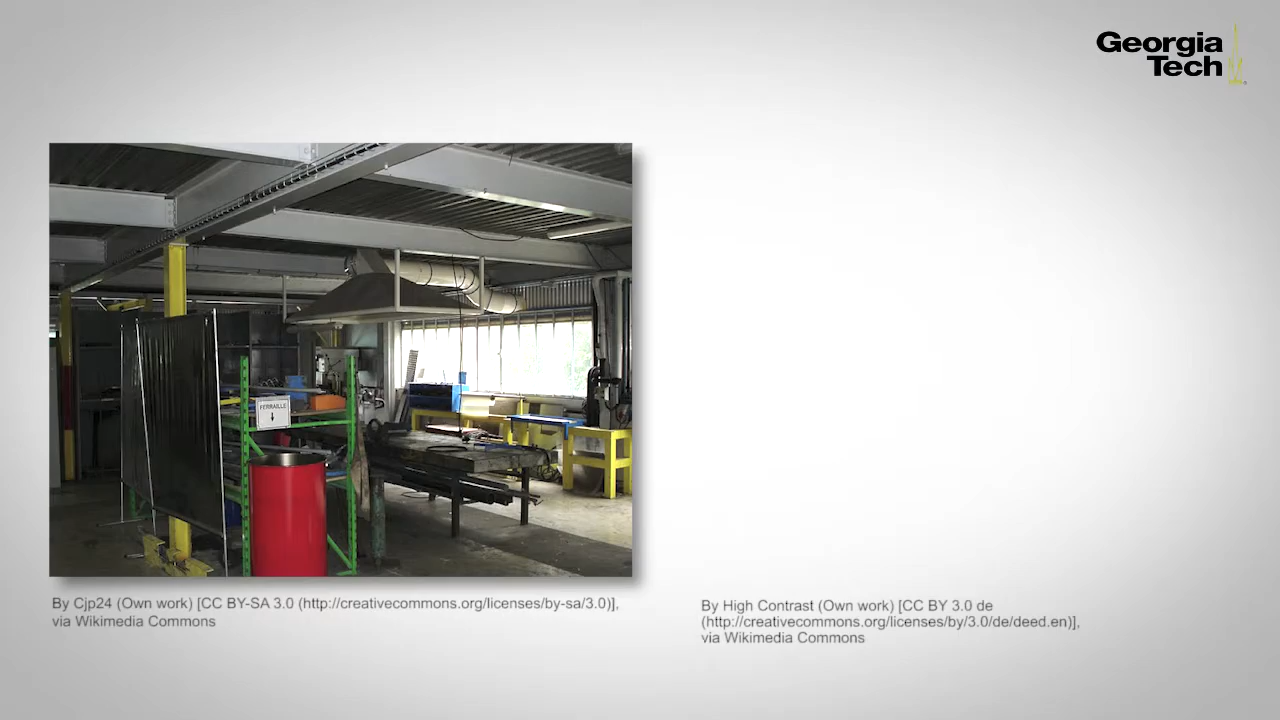 Georgia
Tech
FERRAILLE
By Cjp24 (Own work) [CC BY-SA 3.0 (http://creativecommons.org/licenses/by-sa/3.0)],
via Wikimedia Commons
By High Contrast (Own work) [CC BY 3.0 de
(http://creativecommons.org/licenses/by/3.0/de/deed.en)],
via Wikimedia Commons